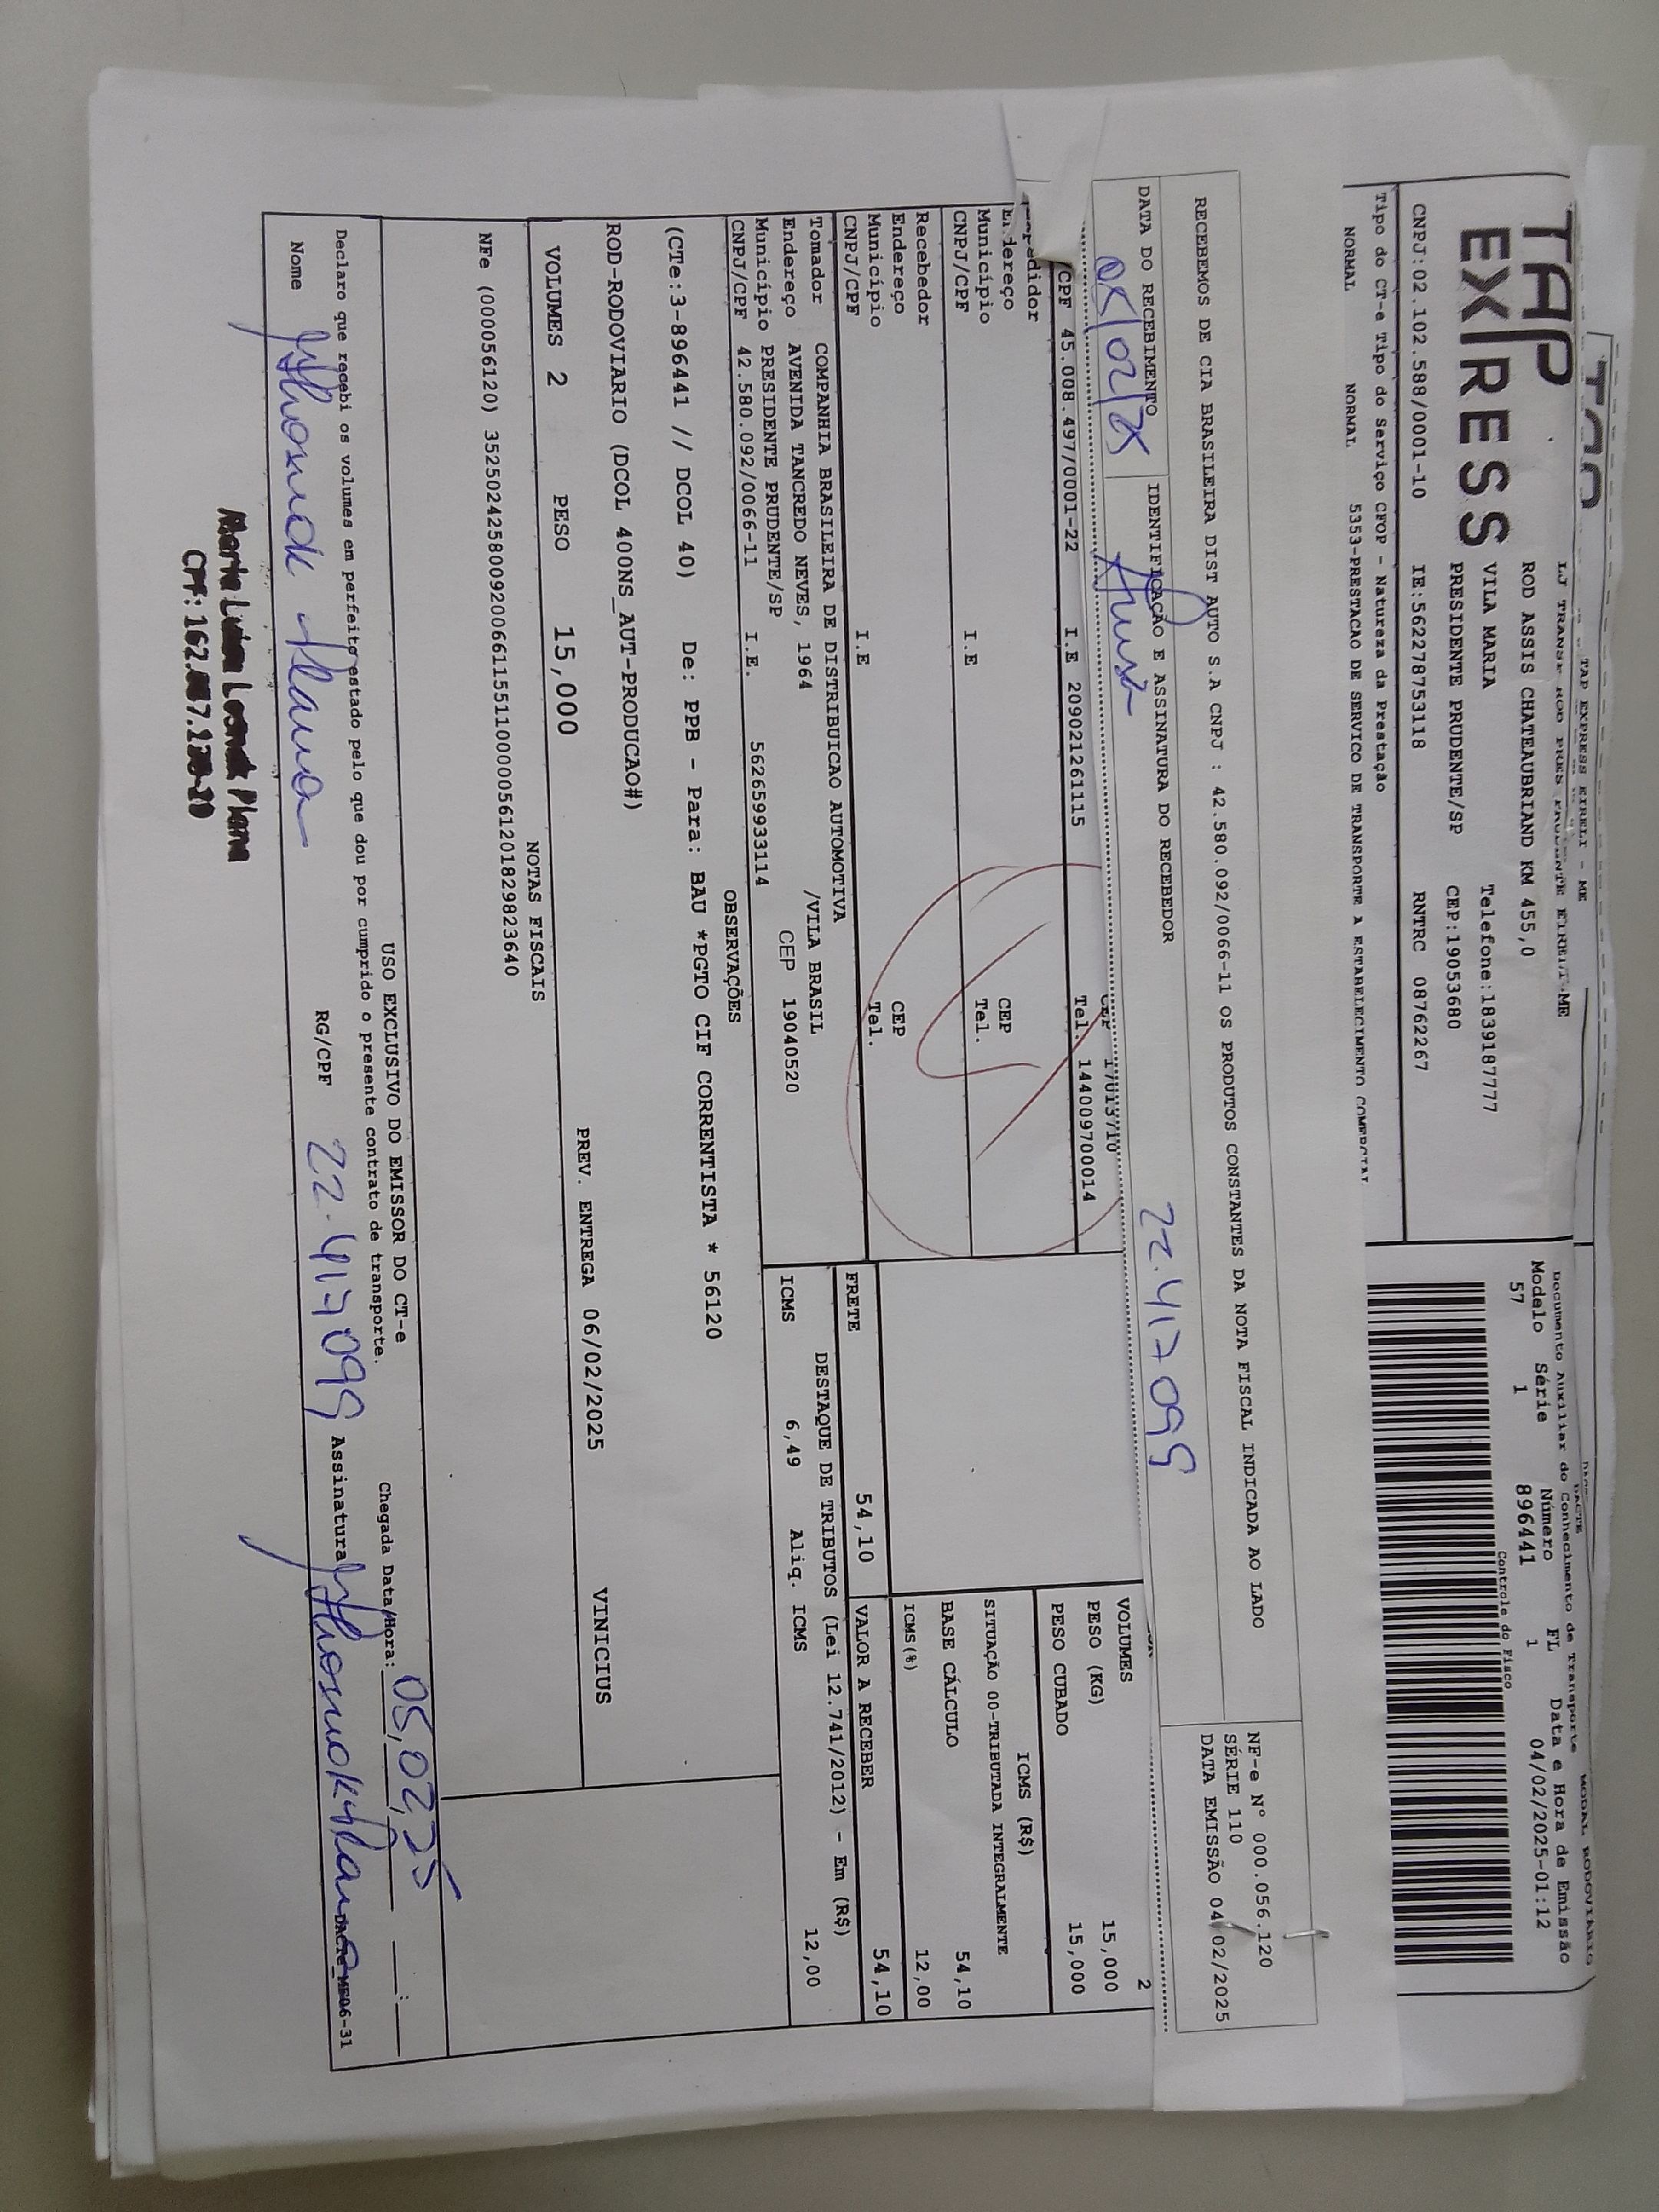 TAP
EXPRESS
TAP EXPRESS EIRELI - ME
ROD ASSIS CHATEAUBRIAND KM 455,0
VILA MARIA Telefone:1839187777
PRESIDENTE PRUDENTE/SP CEP:19053680
CNPJ:02.102.588/0001-10 IE:562278753118 RNTRC 08762267
DACTE
MODAL RODOVIÁRIO
Documento Auxiliar do Conhecimento de Transporte
Modelo Série Número FL Data e Hora de Emissão
57 1 896441 1 04/02/2025-01:12
Controle do Fisco
Tipo do CT-e Tipo do Serviço CFOP - Natureza da Prestação
NORMAL NORMAL 5353-PRESTACAO DE SERVICO DE TRANSPORTE A ESTABELECIMENTO COMERCIAL
RECEBEMOS DE CIA BRASILEIRA DIST AUTO S.A CNPJ : 42.580.092/0066-11 OS PRODUTOS CONSTANTES DA NOTA FISCAL INDICADA AO LADO
NF-e Nº 000.056.120
SÉRIE 110
DATA EMISSÃO 04/02/2025
DATA DO RECEBIMENTO IDENTIFICAÇÃO E ASSINATURA DO RECEBEDOR
05/02/25 22.417099
CEP 17013710
/CPF 45.008.497/0001-22 I.E 209021261115 Tel. 14400970​0014
Expedidor
Endereço
Município CEP
CNPJ/CPF I.E Tel.
Recebedor
Endereço
Município CEP
CNPJ/CPF I.E Tel.
VOLUMES 2
PESO (KG) 15,000
PESO CUBADO 15,000
ICMS (R$)
SITUAÇÃO 00-TRIBUTADA INTEGRALMENTE
BASE CÁLCULO 54,10
ICMS(%) 12,00
FRETE 54,10 VALOR A RECEBER 54,10
Tomador COMPANHIA BRASILEIRA DE DISTRIBUICAO AUTOMOTIVA
Endereço AVENIDA TANCREDO NEVES, 1964 /VILA BRASIL
Município PRESIDENTE PRUDENTE/SP CEP 19040520
CNPJ/CPF 42.580.092/0066-11 I.E. 562659933114
DESTAQUE DE TRIBUTOS (Lei 12.741/2012) - Em (R$)
ICMS 6,49 Aliq. ICMS 12,00
OBSERVAÇÕES
(CTe:3-896441 // DCOL 40) De: PPB - Para: BAU *PGTO CIF CORRENTISTA * 56120
ROD-RODOVIARIO (DCOL 400NS_AUT-PRODUCAO#)
VOLUMES 2 PESO 15,000 PREV. ENTREGA 06/02/2025 VINICIUS
NOTAS FISCAIS
NFe (000056120) 35250242580092006611551100000561201829823640
USO EXCLUSIVO DO EMISSOR DO CT-e
Declaro que recebi os volumes em perfeito estado pelo que dou por cumprido o presente contrato de transporte.
Chegada Data/Hora: 05,02,25 __:__
Nome RG/CPF 22.417099 Assinatura